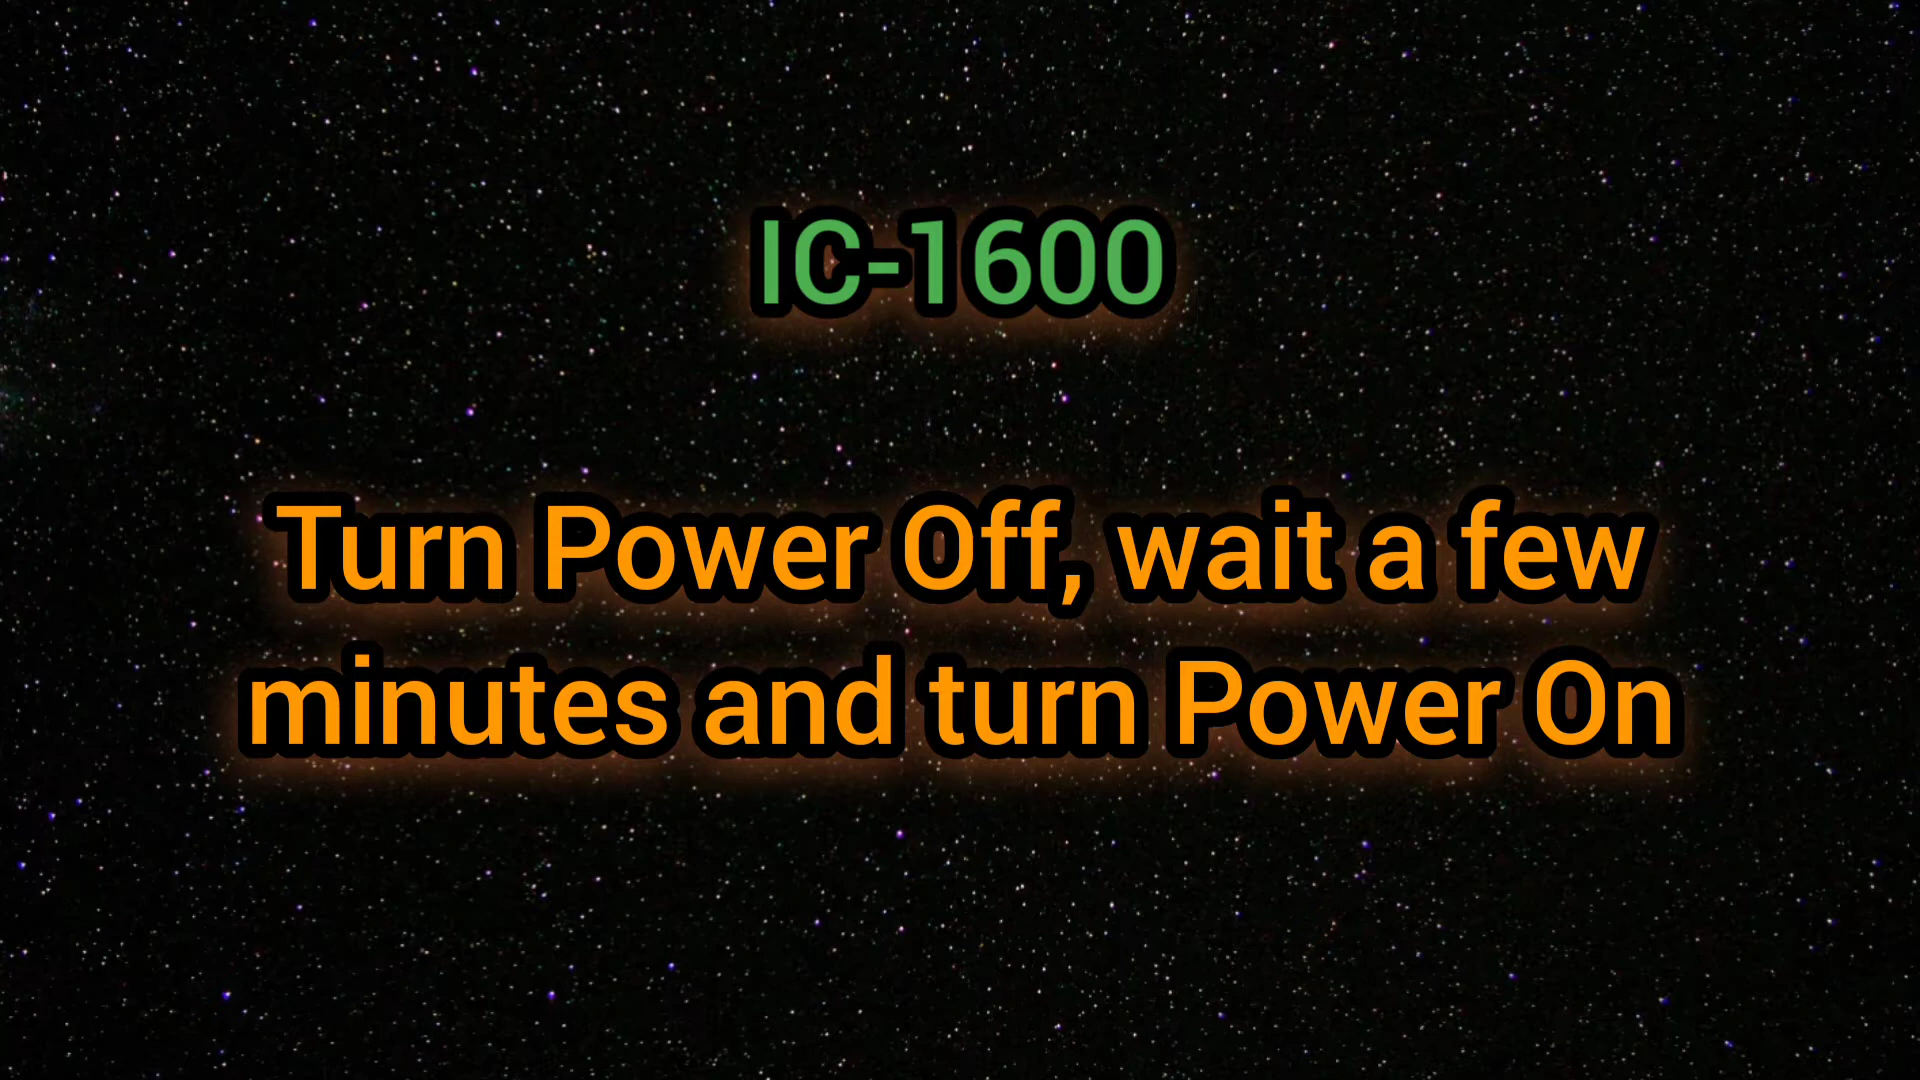 IC-1600
Turn Power Off, wait a few
minutes and turn Power On